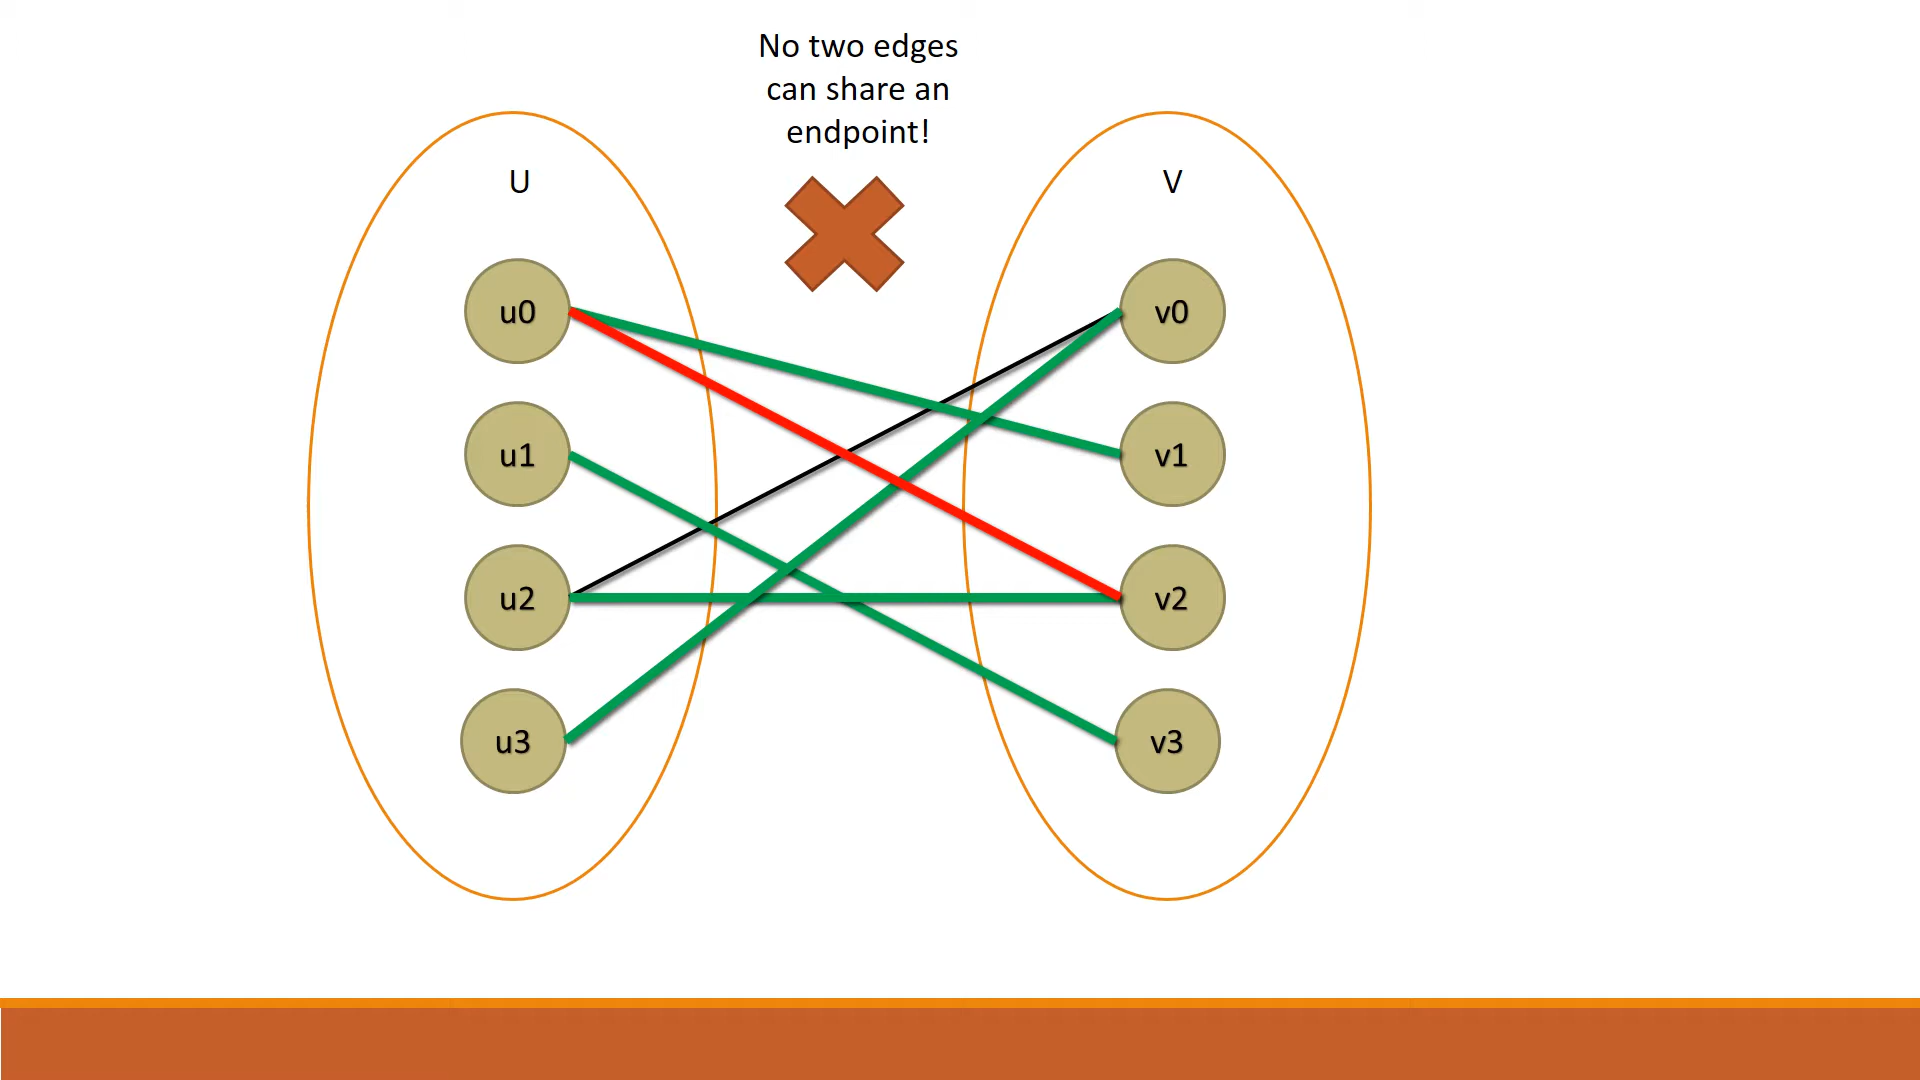 No two edges
can share an
endpoint!
U
V
u0
v0
u1
v1
u2
v2
u3
v3